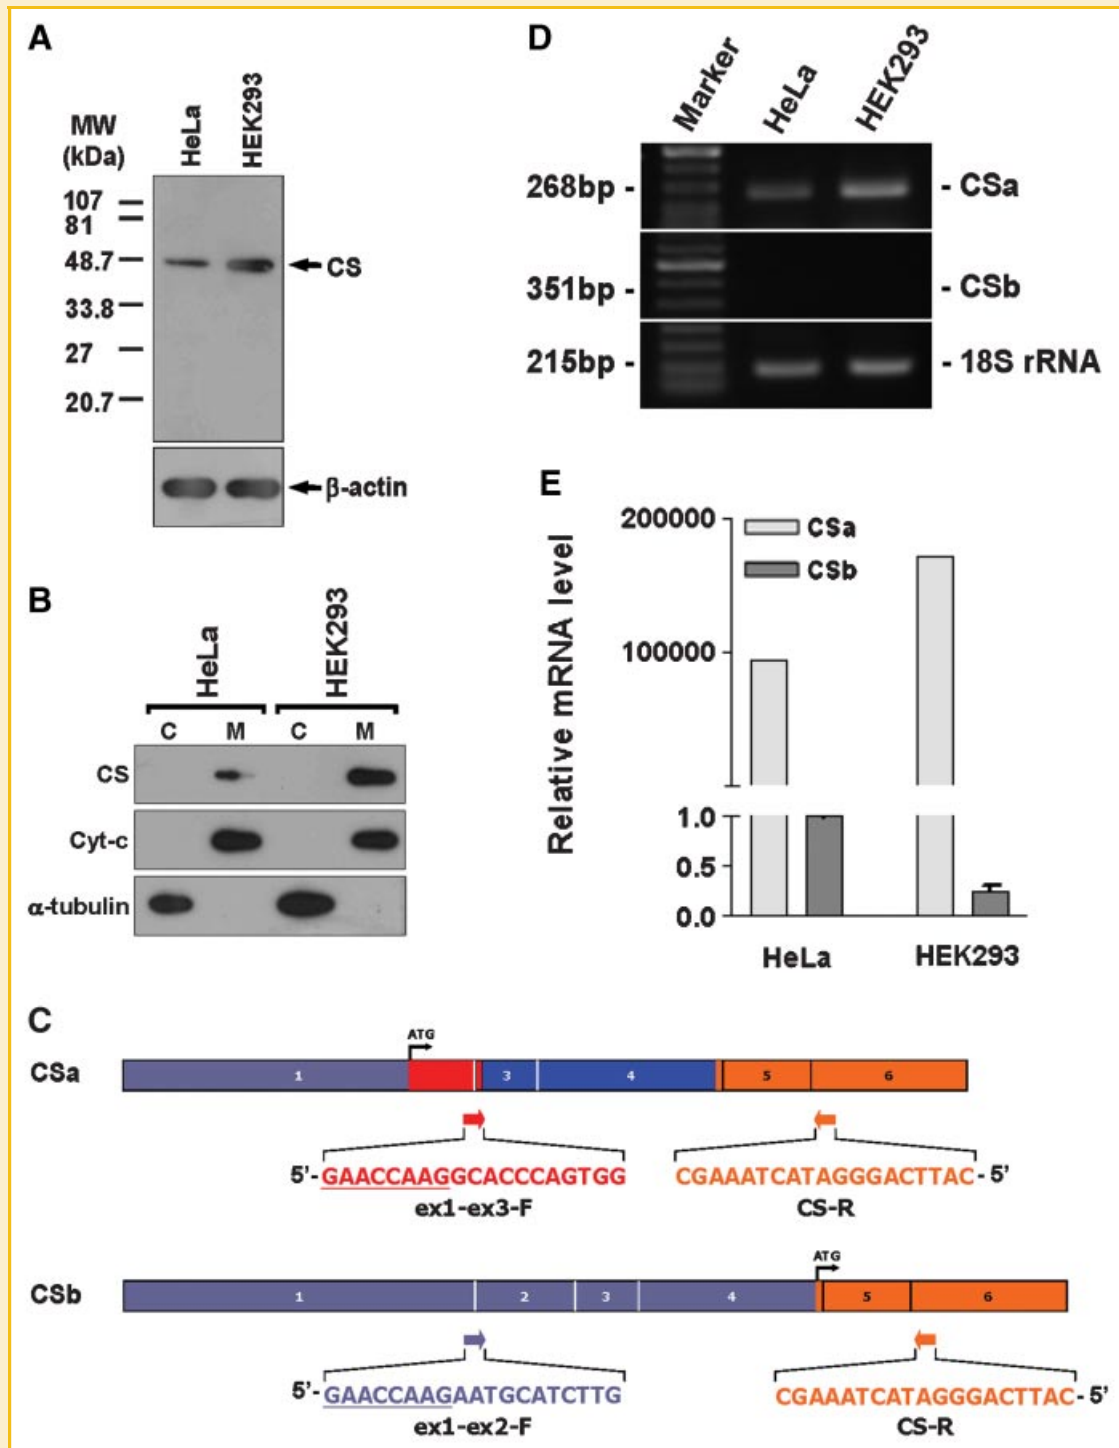 A
MW
(kDa)
HeLa
HEK293
107
81
48.7
33.8
27
20.7
CS
β-actin
B
HeLa
HEK293
C M C M
CS
Cyt-c
α-tubulin
D
Marker
HeLa
HEK293
268bp - - CSa
351bp - - CSb
215bp - - 18S rRNA
E
Relative mRNA level
200000
100000
1.0
0.5
0.0
CSa
CSb
HeLa HEK293
C
ATG
CSa 1 3 4 5 6
5'-GAACCAAGGCACCCAGTGG CGAAATCATAGGGACTTAC-5'
ex1-ex3-F CS-R
ATG
CSb 1 2 3 4 5 6
5'-GAACCAAGAATGCATCTTG CGAAATCATAGGGACTTAC-5'
ex1-ex2-F CS-R